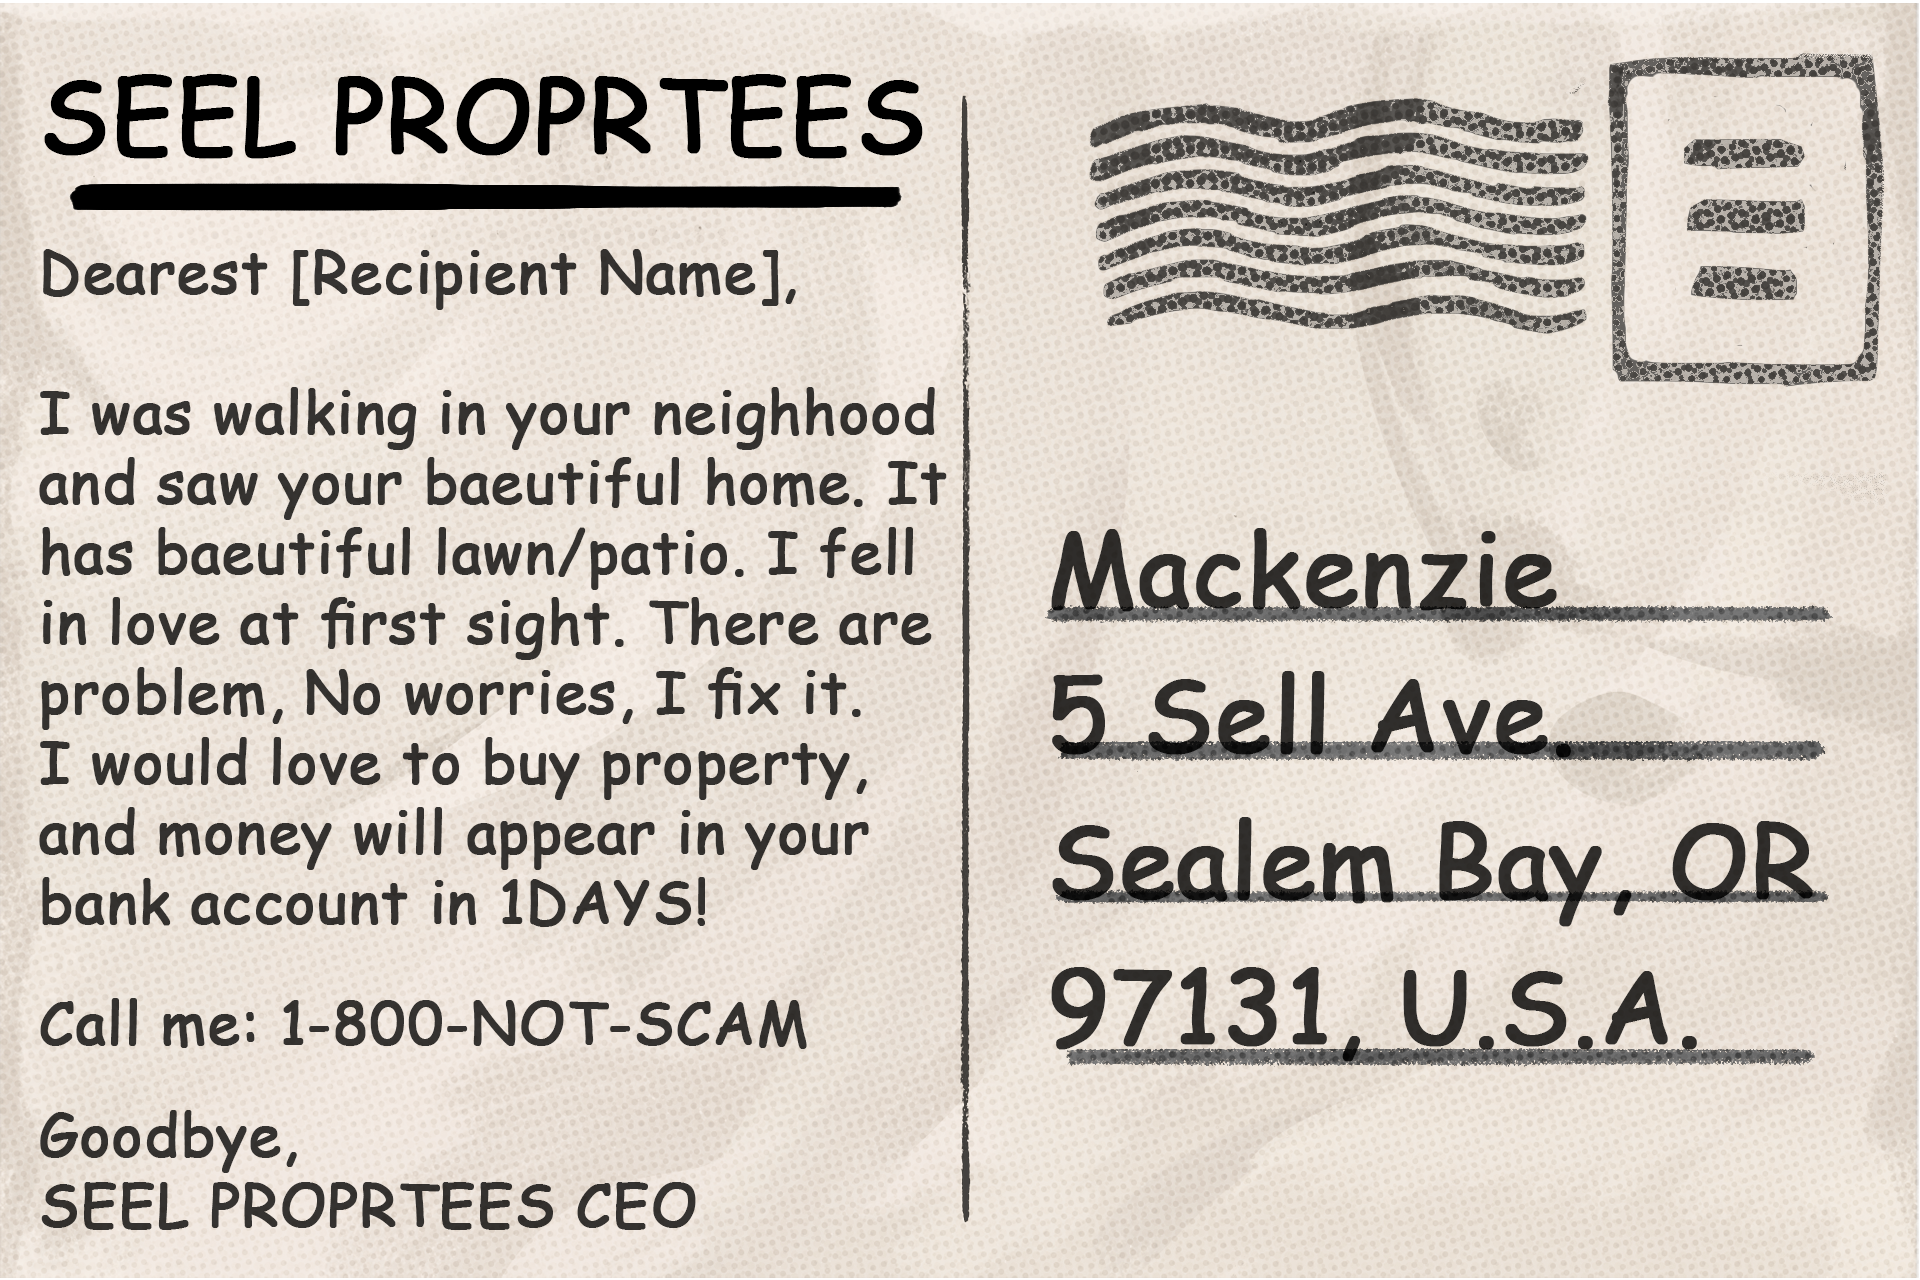 SEEL PROPRTEES
Dearest [Recipient Name],
I was walking in your neighhood
and saw your baeutiful home. It
has baeutiful lawn/patio. I fell
in love at first sight. There are
problem, No worries, I fix it.
I would love to buy property,
and money will appear in your
bank account in 1DAYS!
Call me: 1-800-NOT-SCAM
Goodbye,
SEEL PROPRTEES CEO
Mackenzie
5 Sell Ave.
Sealem Bay, OR
97131, U.S.A.